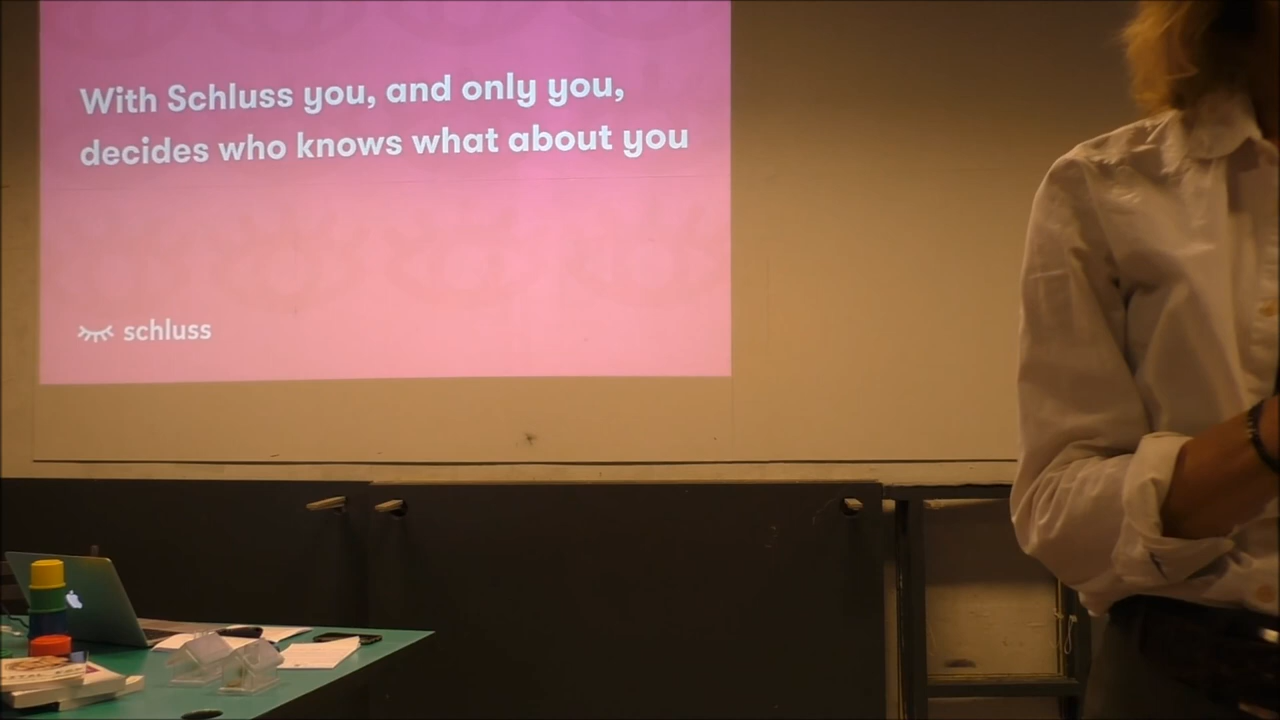 With Schluss you, and only you,
decides who knows what about you
schluss